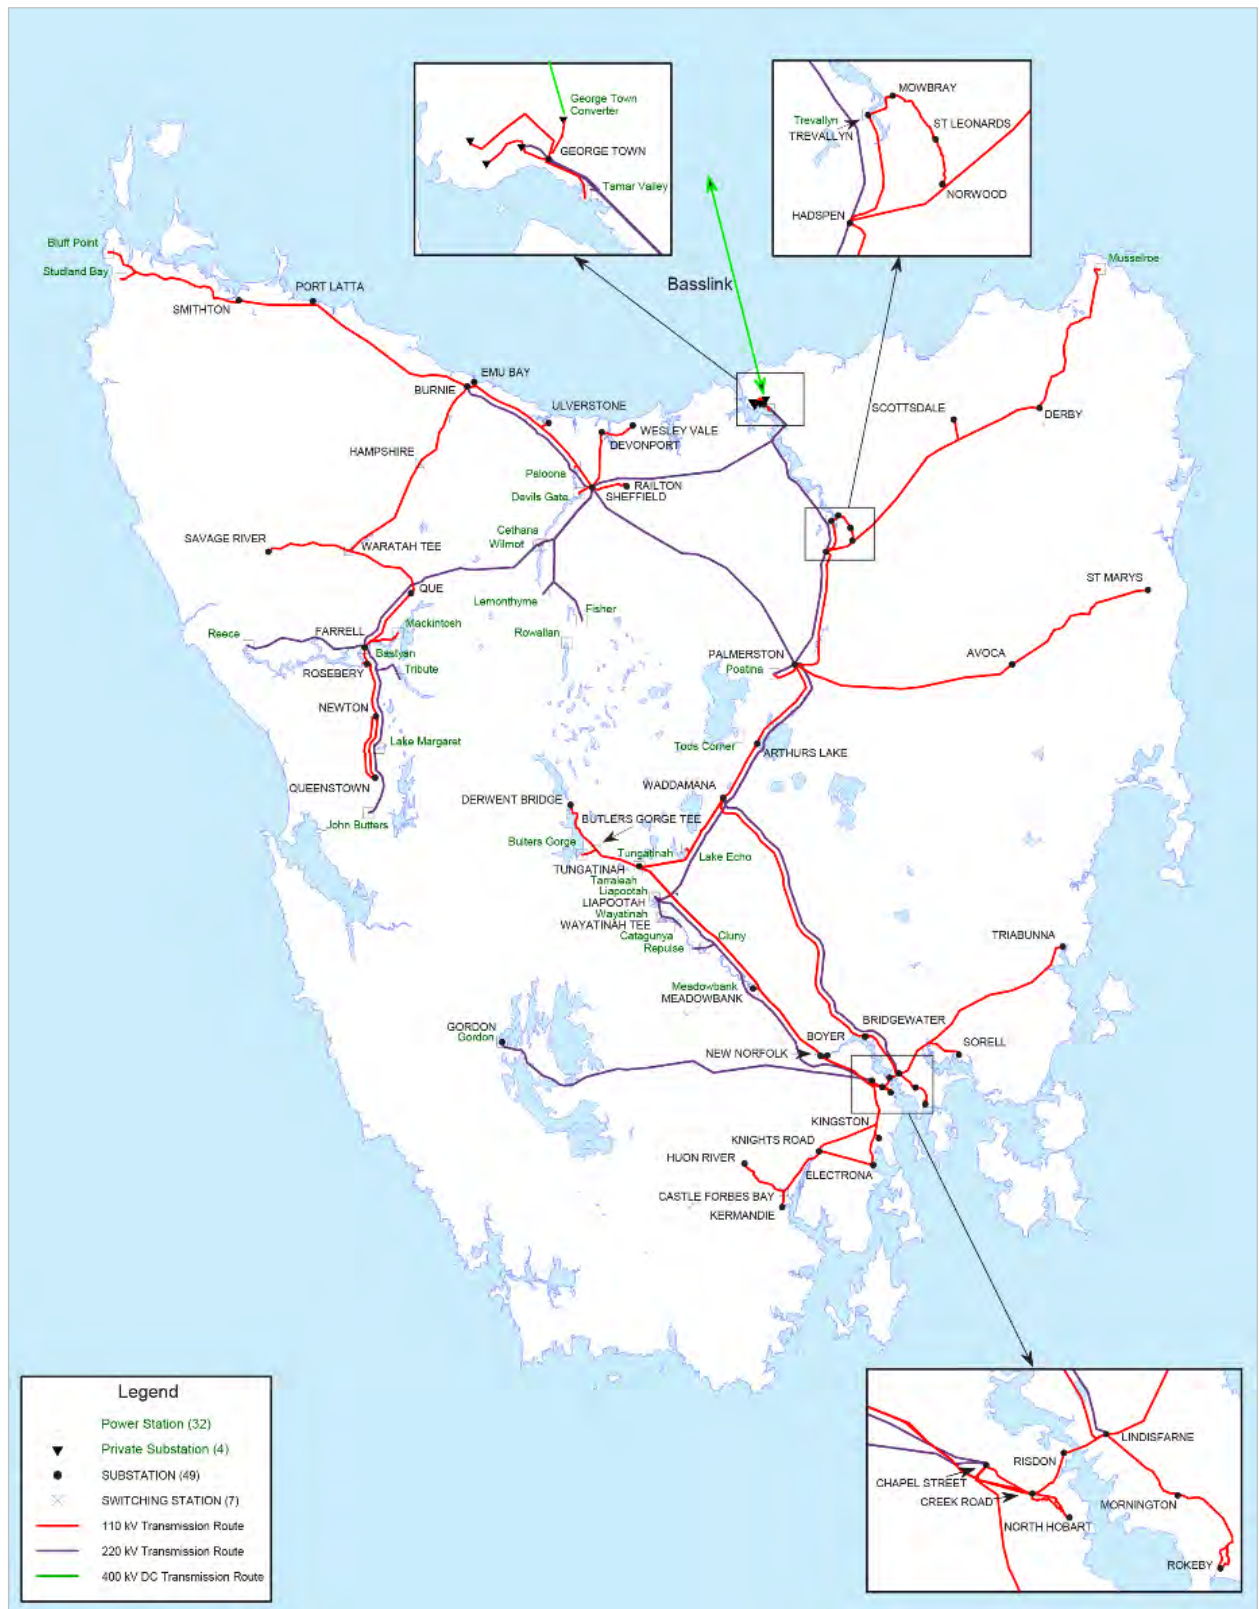 George Town
Converter
GEORGE TOWN
Tamar Valley
MOWBRAY
Trevallyn
TREVALLYN
ST LEONARDS
NORWOOD
HADSPEN
Basslink
Bluff Point
Studland Bay
SMITHTON
PORT LATTA
Musselroe
EMU BAY
BURNIE
ULVERSTONE
WESLEY VALE
DEVONPORT
SCOTTSDALE
DERBY
HAMPSHIRE
Paloona
Devils Gate
RAILTON
SHEFFIELD
Cethana
Wilmot
SAVAGE RIVER
WARATAH TEE
QUE
Lemonthyme
Fisher
ST MARYS
Reece
FARRELL
Mackintosh
Bastyan
Rowallan
ROSEBERY
Tribute
PALMERSTON
Poatina
AVOCA
NEWTON
Lake Margaret
Tods Corner
ARTHURS LAKE
QUEENSTOWN
John Butters
WADDAMANA
DERWENT BRIDGE
BUTLERS GORGE TEE
Butlers Gorge
Tungatinah
Lake Echo
TUNGATINAH
Tarraleah
Liapootah
LIAPOOTAH
Wayatinah
WAYATINAH TEE
Catagunya
Cluny
Repulse
TRIABUNNA
Meadowbank
MEADOWBANK
GORDON
Gordon
BRIDGEWATER
BOYER
SORELL
NEW NORFOLK
KINGSTON
KNIGHTS ROAD
HUON RIVER
ELECTRONA
CASTLE FORBES BAY
KERMANDIE
LINDISFARNE
RISDON
CHAPEL STREET
CREEK ROAD
MORNINGTON
NORTH HOBART
ROKEBY
Legend
Power Station (32)
Private Substation (4)
SUBSTATION (49)
SWITCHING STATION (7)
110 kV Transmission Route
220 kV Transmission Route
400 kV DC Transmission Route